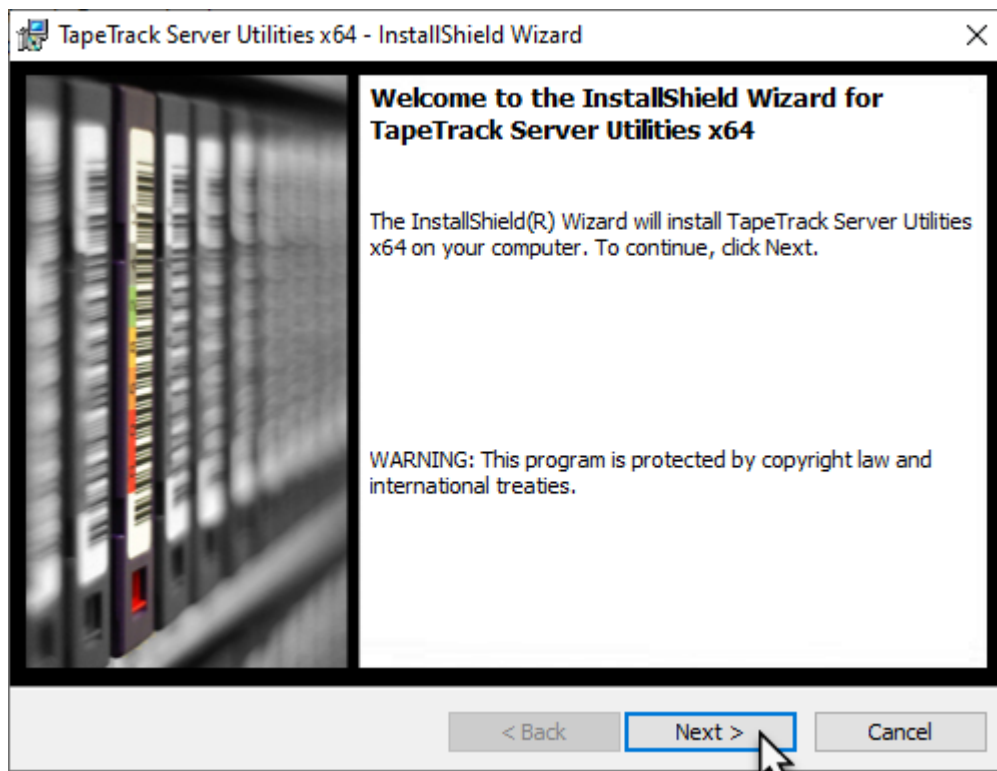 TapeTrack Server Utilities x64 - InstallShield Wizard
Welcome to the InstallShield Wizard for
TapeTrack Server Utilities x64
The InstallShield(R) Wizard will install TapeTrack Server Utilities
x64 on your computer. To continue, click Next.
WARNING: This program is protected by copyright law and
international treaties.
< Back
Next >
Cancel